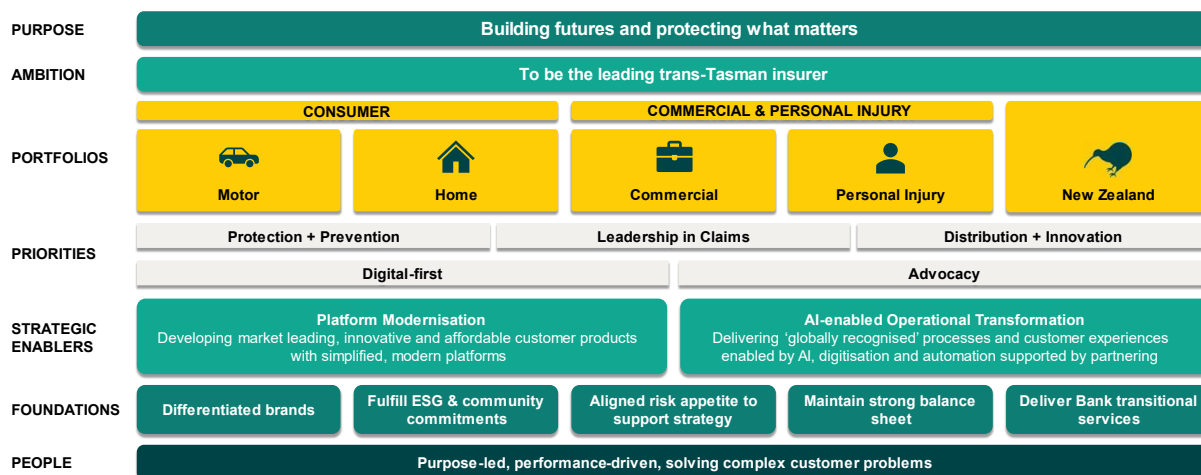 PURPOSE
Building futures and protecting what matters
AMBITION
To be the leading trans-Tasman insurer
CONSUMER
COMMERCIAL & PERSONAL INJURY
PORTFOLIOS
Motor
Home
Commercial
Personal Injury
New Zealand
PRIORITIES
Protection + Prevention
Leadership in Claims
Distribution + Innovation
Digital-first
Advocacy
STRATEGIC
ENABLERS
Platform Modernisation
Developing market leading, innovative and affordable customer products
with simplified, modern platforms
AI-enabled Operational Transformation
Delivering ‘globally recognised’ processes and customer experiences
enabled by AI, digitisation and automation supported by partnering
FOUNDATIONS
Differentiated brands
Fulfill ESG & community
commitments
Aligned risk appetite to
support strategy
Maintain strong balance
sheet
Deliver Bank transitional
services
PEOPLE
Purpose-led, performance-driven, solving complex customer problems